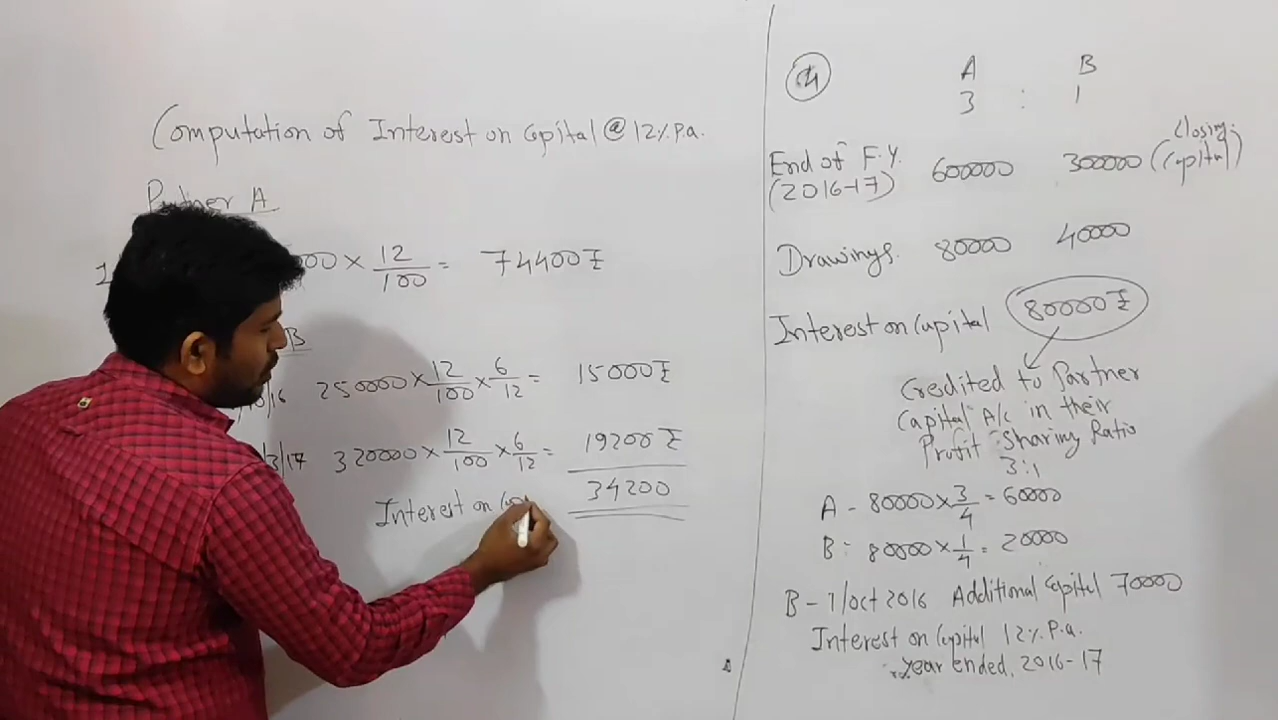 Computation of Interest on Cpital @ 12%.P.a.
Partner A
000 × 12/100 = 74400₹
B
10/16 250000 × 12/100 × 6/12 = 15000₹
3/17 320000 × 12/100 × 6/12 = 19200₹
34200
Interest on
04
A B
3 : 1
End of F.Y. (2016-17) 600000 300000 (Closing Capital)
Drawings. 80000 40000
Interest on Capital 80000₹
Credited to Partner
Capital A/c in their
Profit Sharing Ratio
3:1
A - 80000 × 3/4 = 60000
B = 80000 × 1/4 = 20000
B - 1/Oct 2016 Additional Capital 70000
Interest on Capital 12%.P.a.
Year ended. 2016-17